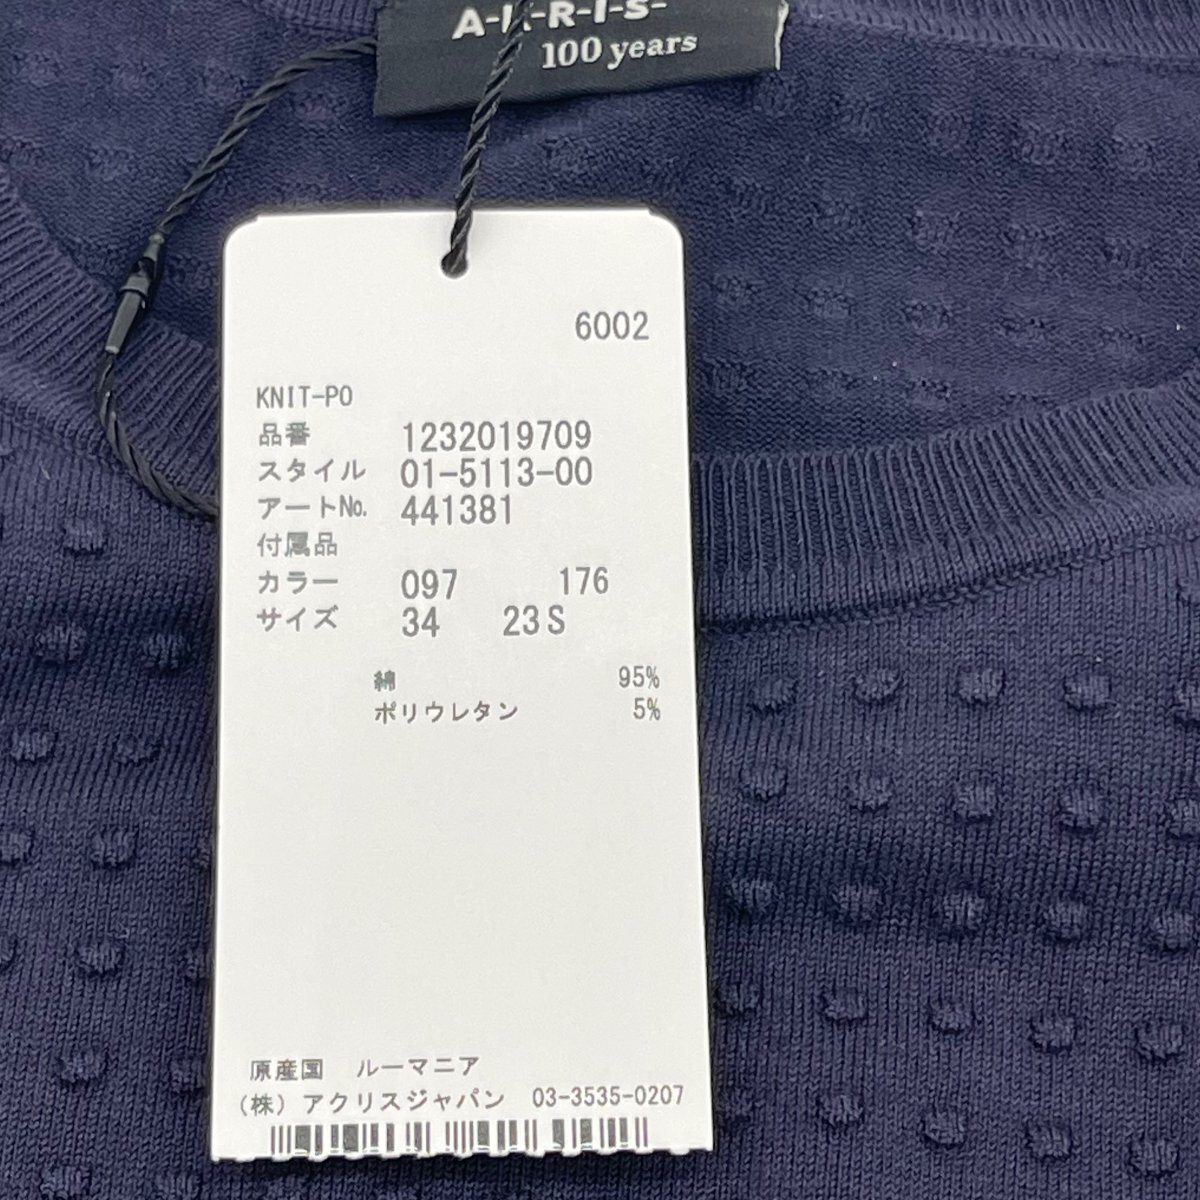 A-K-R-I-S-
100 years
6002
KNIT-PO
品番 1232019709
スタイル 01-5113-00
アートNo. 441381
付属品
カラー 097 176
サイズ 34 23S
綿 95%
ポリウレタン 5%
原産国 ルーマニア
(株)アクリスジャパン 03-3535-0207